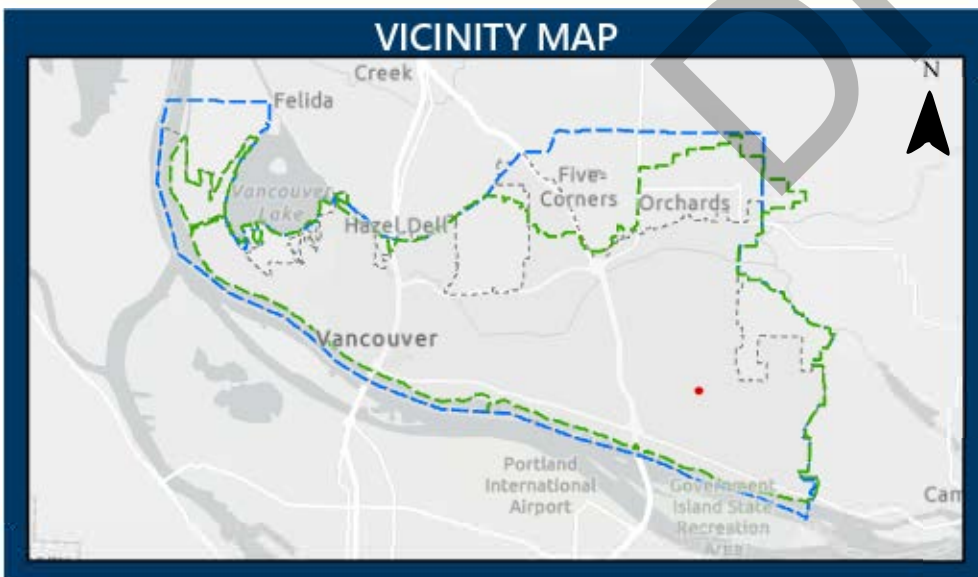 VICINITY MAP
Creek
N
Felida
Vancouver
Lake
Five
Corners
Orchards
Hazel Dell
Vancouver
Portland
International
Airport
Government
Island State
Recreation
Area
Cam